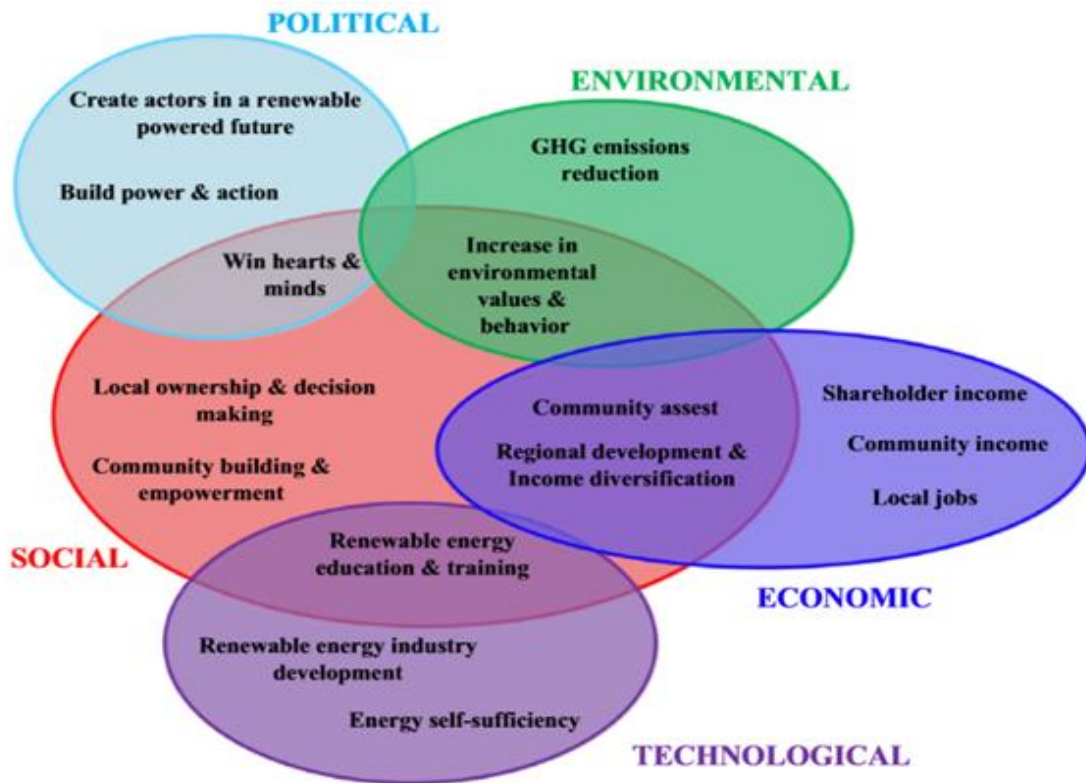 POLITICAL
Create actors in a renewable
powered future
Build power & action
Win hearts &
minds
ENVIRONMENTAL
GHG emissions
reduction
Increase in
environmental
values &
behavior
Local ownership & decision
making
Community building &
empowerment
SOCIAL
Community assest
Regional development &
Income diversification
Shareholder income
Community income
Local jobs
ECONOMIC
Renewable energy
education & training
Renewable energy industry
development
Energy self-sufficiency
TECHNOLOGICAL